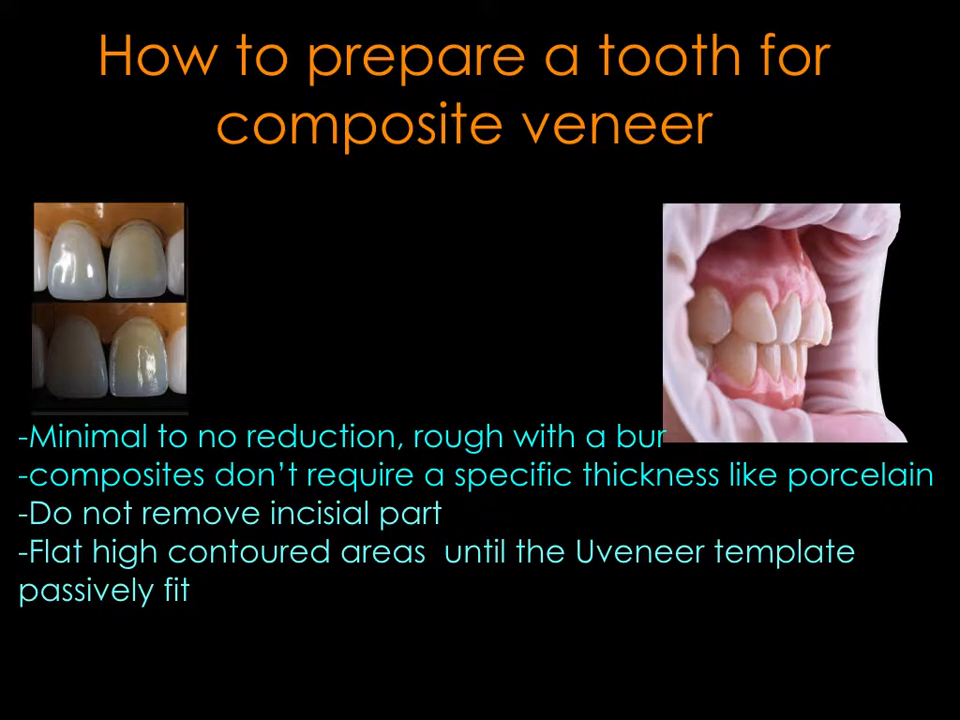 How to prepare a tooth for
composite veneer
-Minimal to no reduction, rough with a bur
-composites don’t require a specific thickness like porcelain
-Do not remove incisial part
-Flat high contoured areas  until the Uveneer template
passively fit